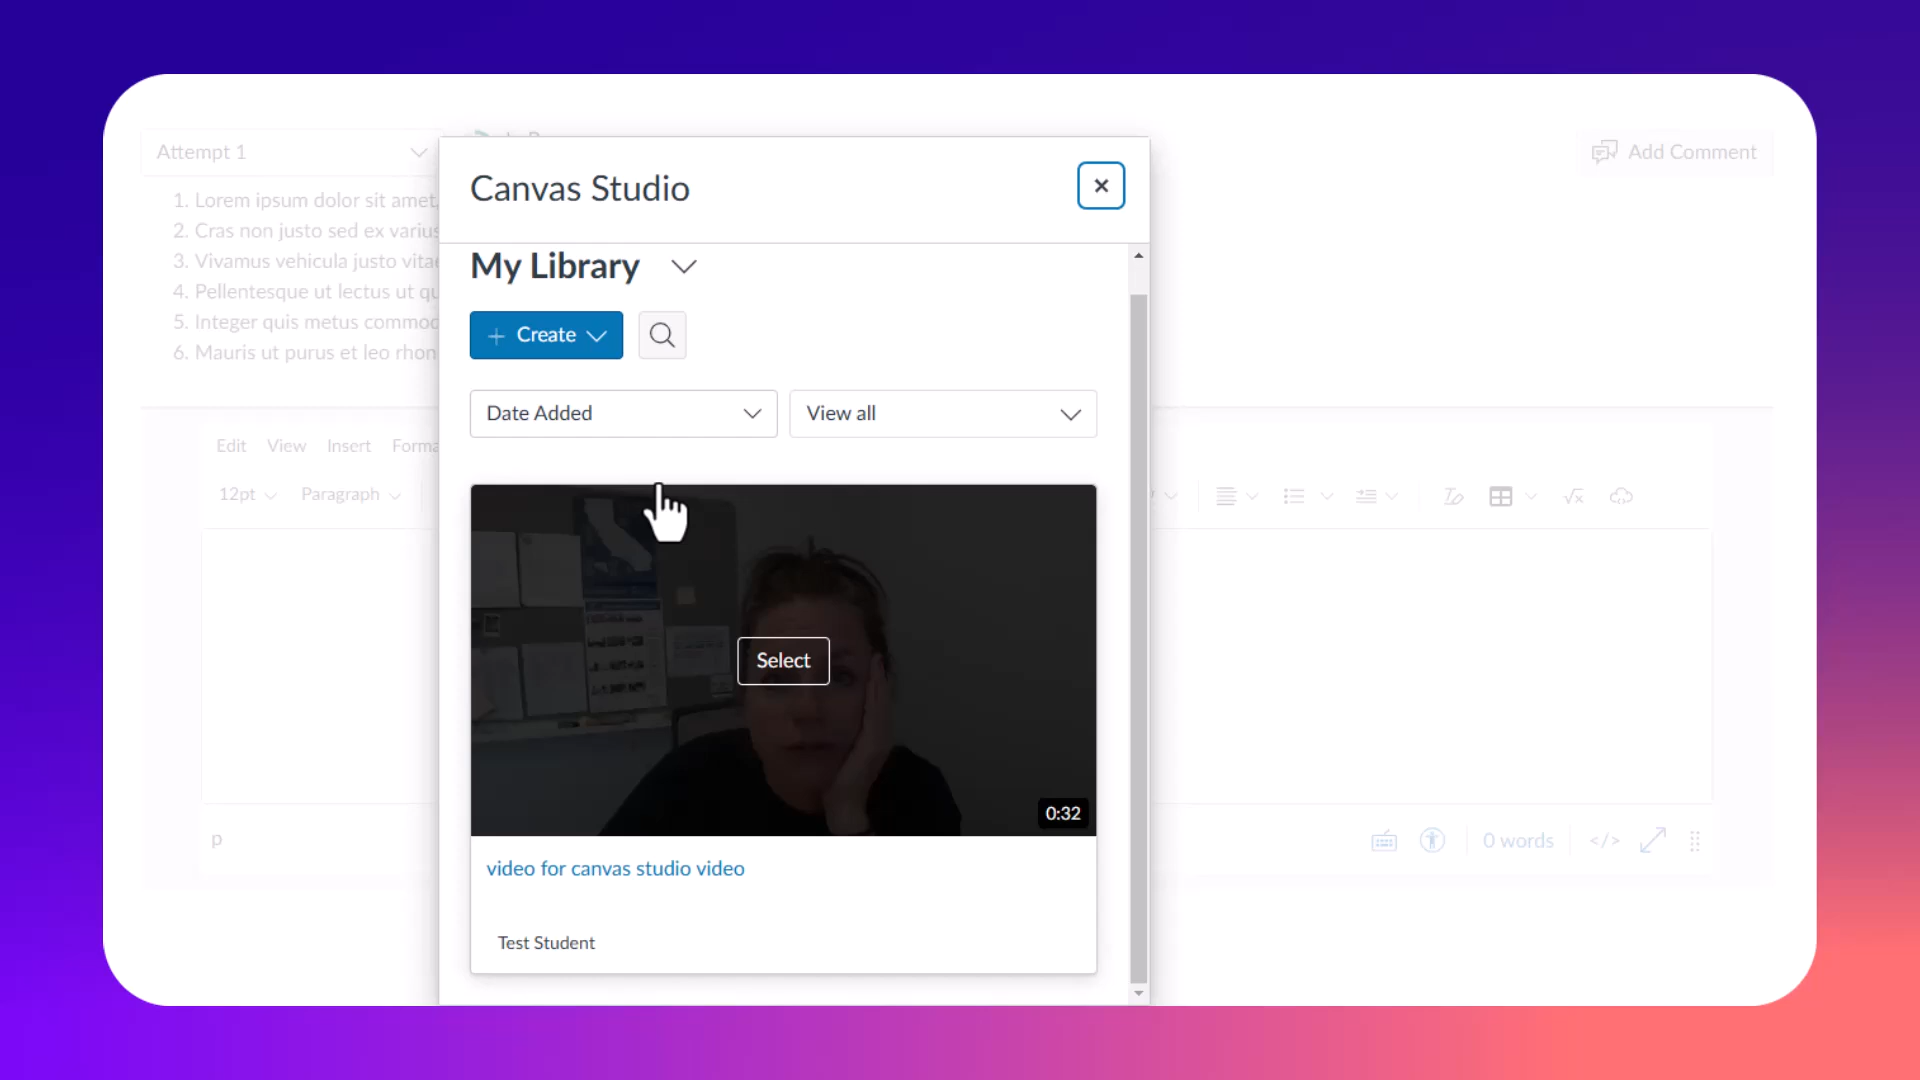 Attempt 1
Add Comment
1. Lorem ipsum dolor sit amet,
2. Cras non justo sed ex varius
3. Vivamus vehicula justo vitae
4. Pellentesque ut lectus ut qu
5. Integer quis metus commod
6. Mauris ut purus et leo rhon
Canvas Studio
My Library
+ Create
Date Added
View all
Edit View Insert Forma
12pt Paragraph
Select
0:32
video for canvas studio video
Test Student
p
0 words </>